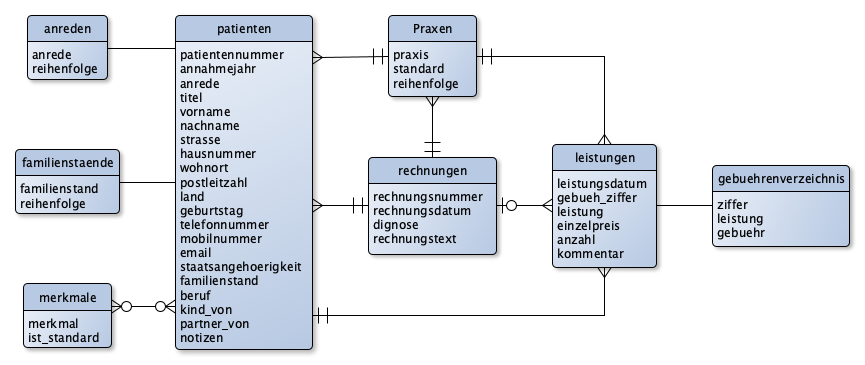 anreden
anrede
reihenfolge
patienten
patientennummer
annahmejahr
anrede
titel
vorname
nachname
strasse
hausnummer
wohnort
postleitzahl
land
geburtstag
telefonnummer
mobilnummer
email
staatsangehoerigkeit
familienstand
beruf
kind_von
partner_von
notizen
Praxen
praxis
standard
reihenfolge
familienstaende
familienstand
reihenfolge
rechnungen
rechnungsnummer
rechnungsdatum
dignose
rechnungstext
leistungen
leistungsdatum
gebueh_ziffer
leistung
einzelpreis
anzahl
kommentar
gebuehrenverzeichnis
ziffer
leistung
gebuehr
merkmale
merkmal
ist_standard